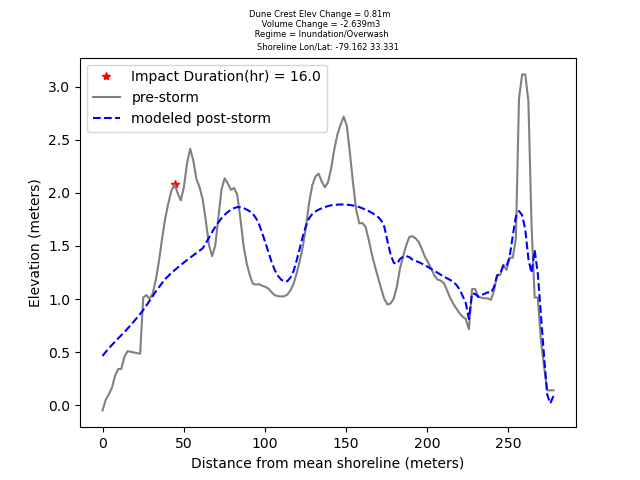 Dune Crest Elev Change = 0.81m
Volume Change = -2.639m3
Regime = Inundation/Overwash
Shoreline Lon/Lat: -79.162 33.331
Impact Duration(hr) = 16.0
pre-storm
modeled post-storm
Elevation (meters)
3.0
2.5
2.0
1.5
1.0
0.5
0.0
0 50 100 150 200 250
Distance from mean shoreline (meters)